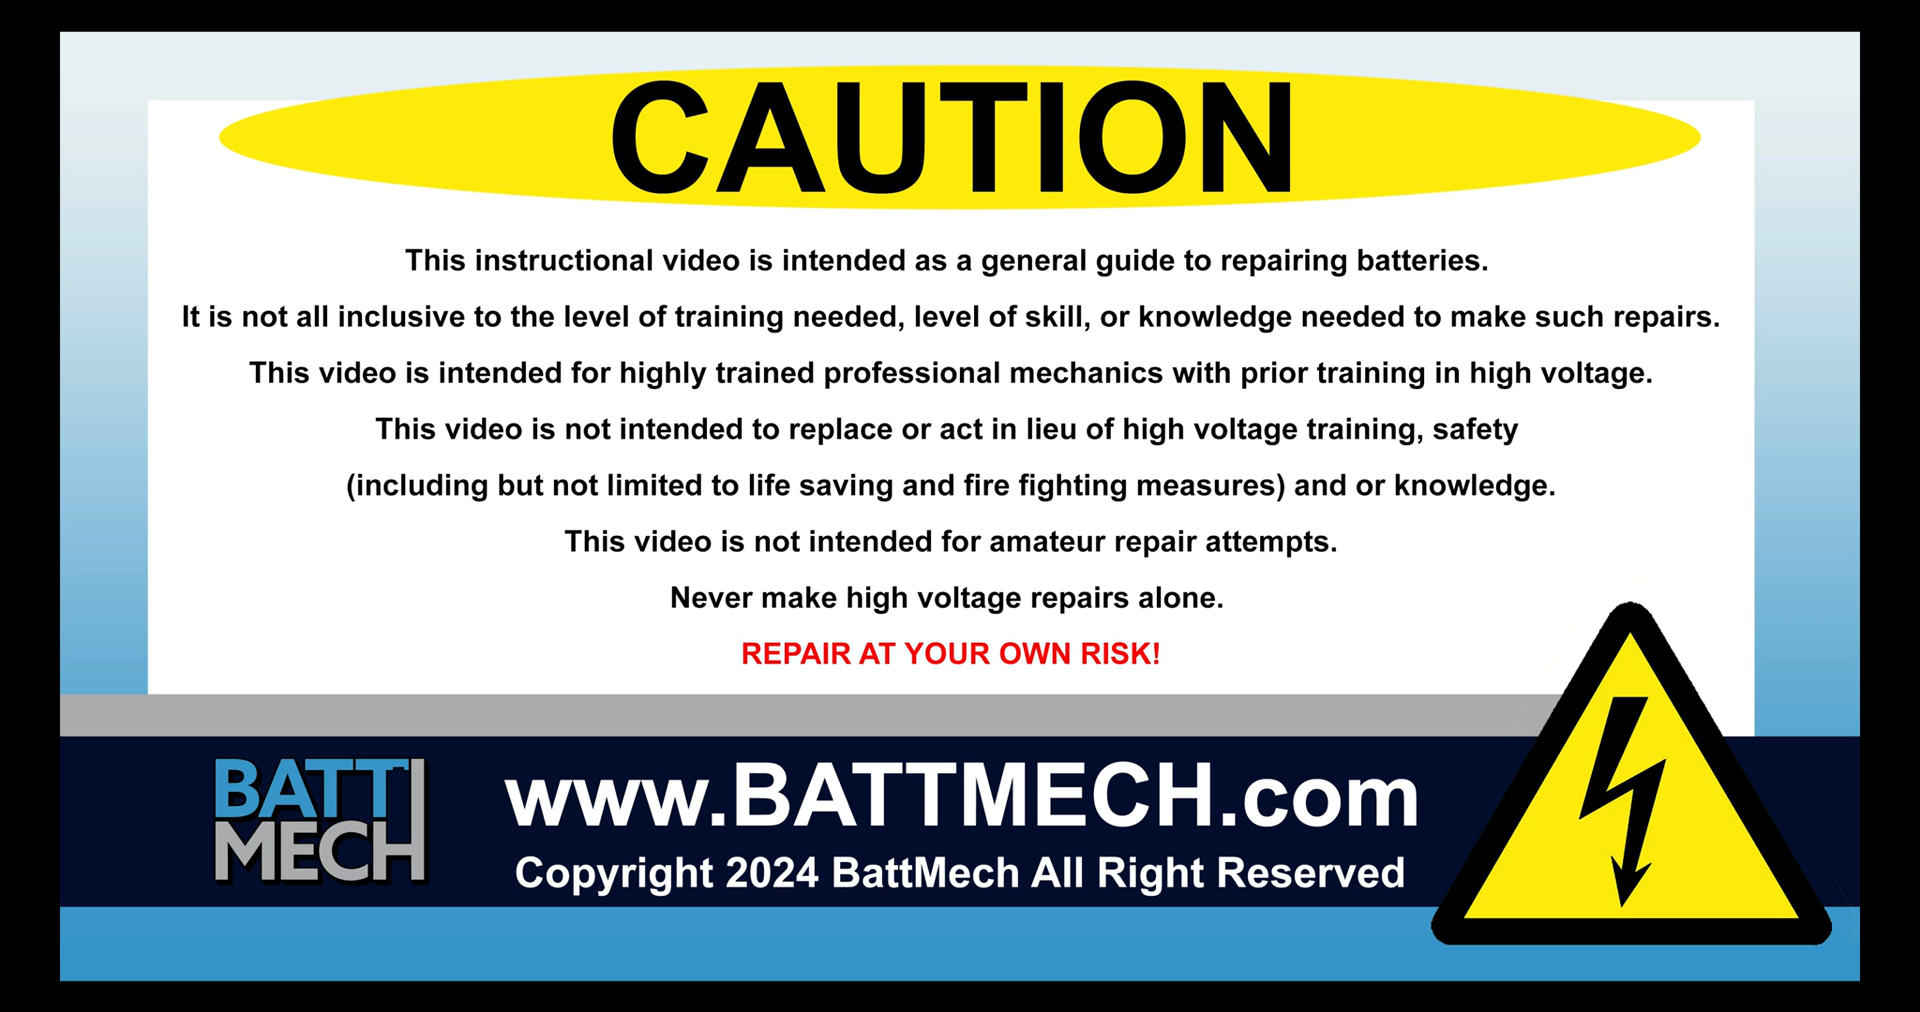 CAUTION
This instructional video is intended as a general guide to repairing batteries.
It is not all inclusive to the level of training needed, level of skill, or knowledge needed to make such repairs.
This video is intended for highly trained professional mechanics with prior training in high voltage.
This video is not intended to replace or act in lieu of high voltage training, safety
(including but not limited to life saving and fire fighting measures) and or knowledge.
This video is not intended for amateur repair attempts.
Never make high voltage repairs alone.
REPAIR AT YOUR OWN RISK!
BATT
MECH
www.BATTMECH.com
Copyright 2024 BattMech All Right Reserved